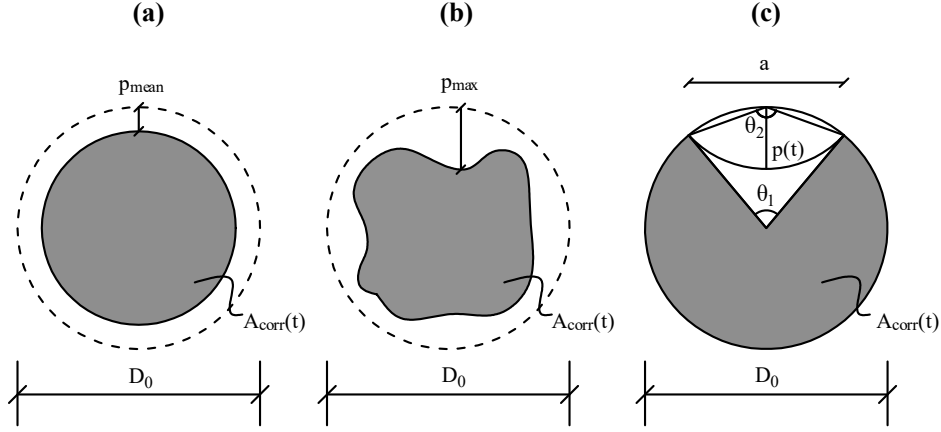 (a)
(b)
(c)
pmean
pmax
a
θ2
p(t)
θ1
Acorr(t)
Acorr(t)
Acorr(t)
D0
D0
D0